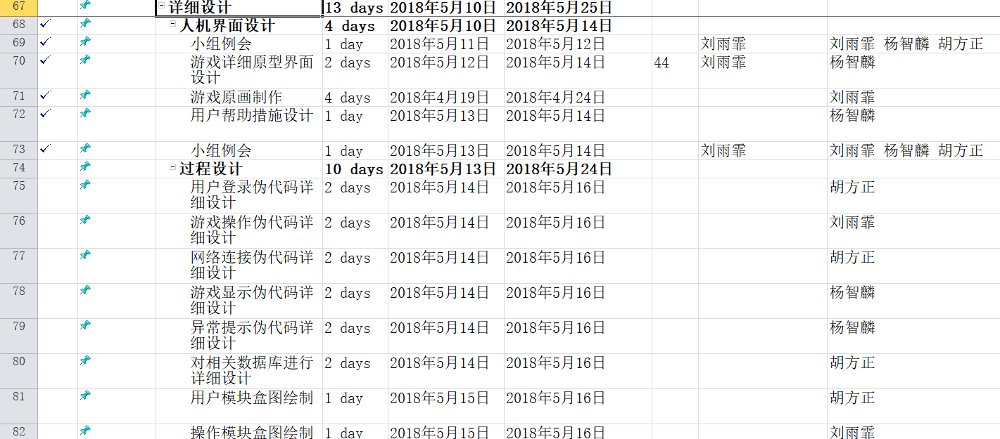 67 详细设计 13 days 2018年5月10日 2018年5月25日
68 人机界面设计 4 days 2018年5月10日 2018年5月14日
69 小组例会 1 day 2018年5月11日 2018年5月12日 刘雨霏 刘雨霏 杨智麟 胡方正
70 游戏详细原型界面 2 days 2018年5月12日 2018年5月14日 44 刘雨霏 杨智麟
设计
71 游戏原画制作 4 days 2018年4月19日 2018年4月24日 刘雨霏
72 用户帮助措施设计 1 day 2018年5月13日 2018年5月14日 杨智麟
73 小组例会 1 day 2018年5月13日 2018年5月14日 刘雨霏 刘雨霏 杨智麟 胡方正
74 过程设计 10 days 2018年5月13日 2018年5月24日
75 用户登录伪代码详 2 days 2018年5月14日 2018年5月16日 胡方正
细设计
76 游戏操作伪代码详 2 days 2018年5月14日 2018年5月16日 刘雨霏
细设计
77 网络连接伪代码详 2 days 2018年5月14日 2018年5月16日 胡方正
细设计
78 游戏显示伪代码详 2 days 2018年5月14日 2018年5月16日 杨智麟
细设计
79 异常提示伪代码详 2 days 2018年5月14日 2018年5月16日 杨智麟
细设计
80 对相关数据库进行 2 days 2018年5月14日 2018年5月16日 胡方正
详细设计
81 用户模块盒图绘制 1 day 2018年5月15日 2018年5月16日 胡方正
82 操作模块盒图绘制 1 day 2018年5月15日 2018年5月16日 刘雨霏